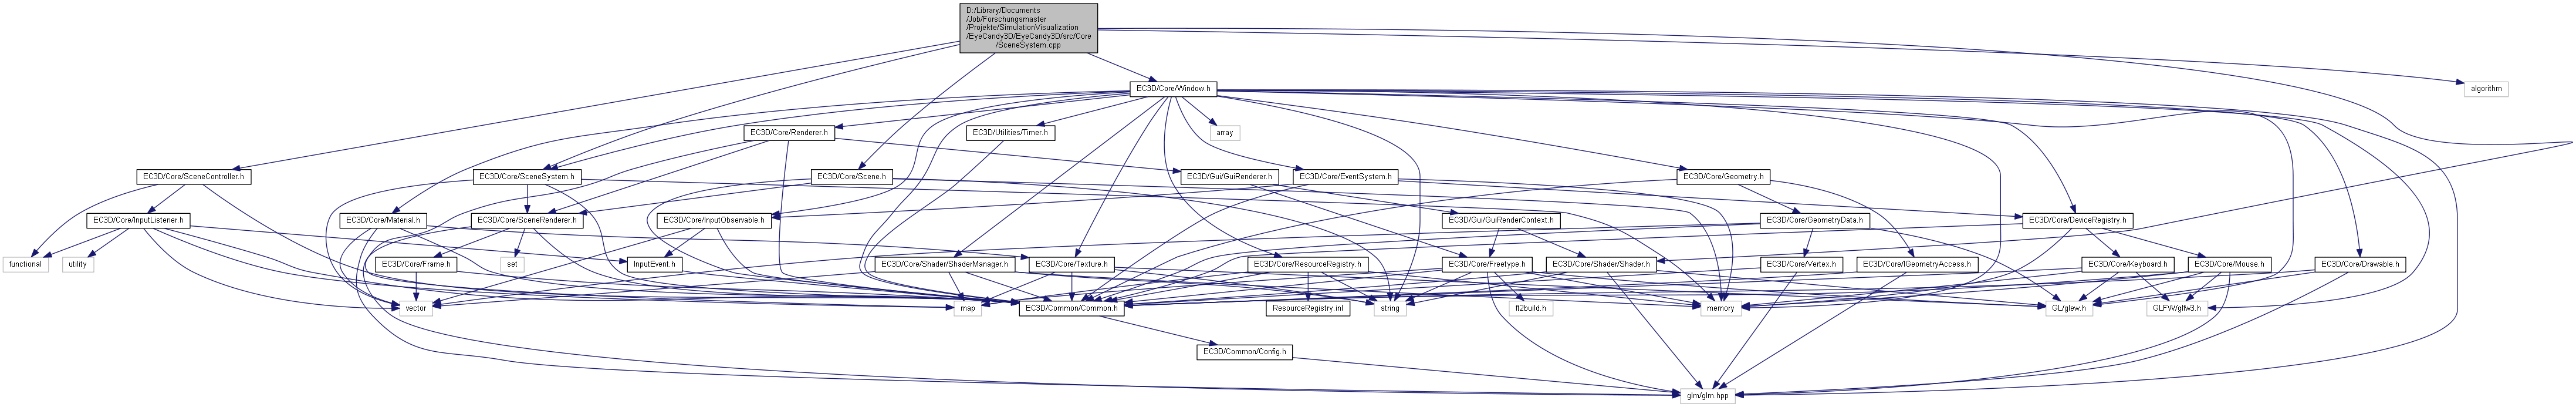 D:/Library/Documents
/Job/Forschungsmaster
/Projekte/SimulationVisualization
/EyeCandy3D/EyeCandy3D/src/Core
/SceneSystem.cpp
EC3D/Core/Window.h
algorithm
EC3D/Core/Renderer.h
EC3D/Utilities/Timer.h
array
EC3D/Core/SceneController.h
EC3D/Core/SceneSystem.h
EC3D/Core/Scene.h
EC3D/Gui/GuiRenderer.h
EC3D/Core/EventSystem.h
EC3D/Core/Geometry.h
EC3D/Core/InputListener.h
EC3D/Core/Material.h
EC3D/Core/SceneRenderer.h
EC3D/Core/InputObservable.h
EC3D/Gui/GuiRenderContext.h
EC3D/Core/GeometryData.h
EC3D/Core/DeviceRegistry.h
functional
utility
EC3D/Core/Frame.h
set
InputEvent.h
EC3D/Core/Shader/ShaderManager.h
EC3D/Core/Texture.h
EC3D/Core/ResourceRegistry.h
EC3D/Core/Freetype.h
EC3D/Core/Shader/Shader.h
EC3D/Core/Vertex.h
EC3D/Core/IGeometryAccess.h
EC3D/Core/Keyboard.h
EC3D/Core/Mouse.h
EC3D/Core/Drawable.h
vector
map
EC3D/Common/Common.h
ResourceRegistry.inl
string
ft2build.h
memory
GL/glew.h
GLFW/glfw3.h
EC3D/Common/Config.h
glm/glm.hpp